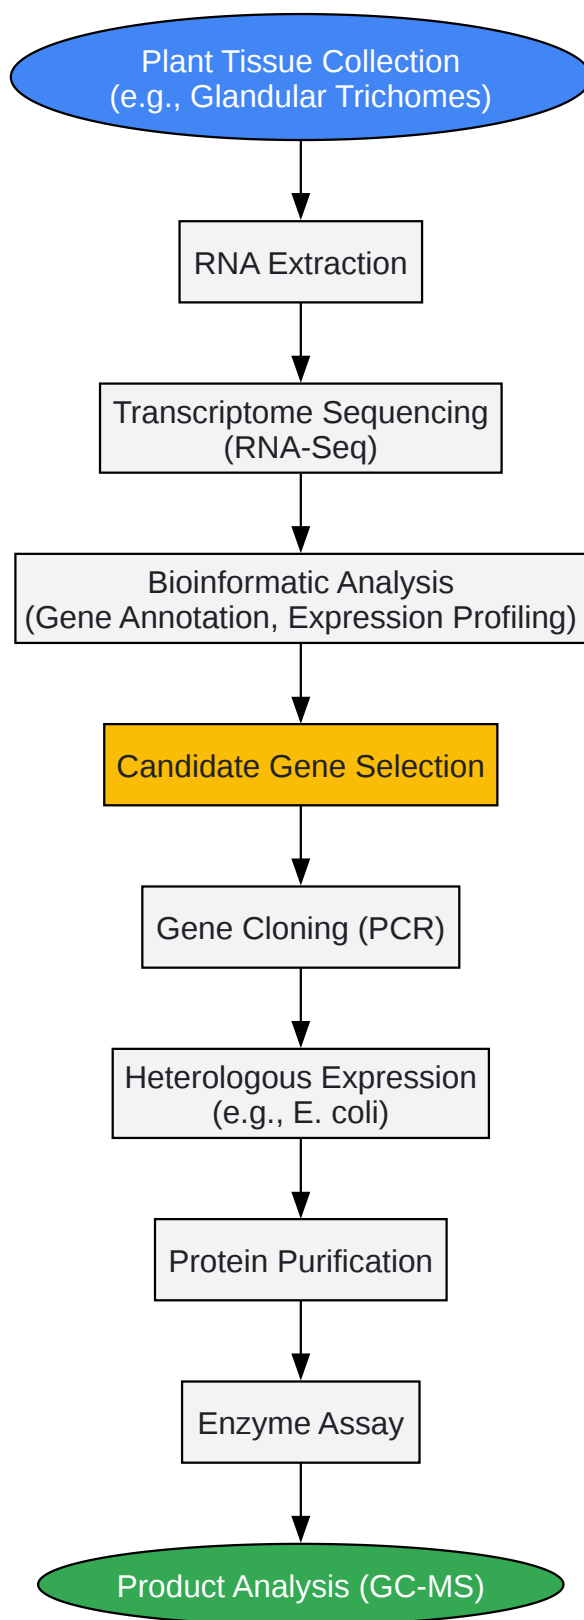 Plant Tissue Collection
(e.g., Glandular Trichomes)
RNA Extraction
Transcriptome Sequencing
(RNA-Seq)
Bioinformatic Analysis
(Gene Annotation, Expression Profiling)
Candidate Gene Selection
Gene Cloning (PCR)
Heterologous Expression
(e.g., E. coli)
Protein Purification
Enzyme Assay
Product Analysis (GC-MS)